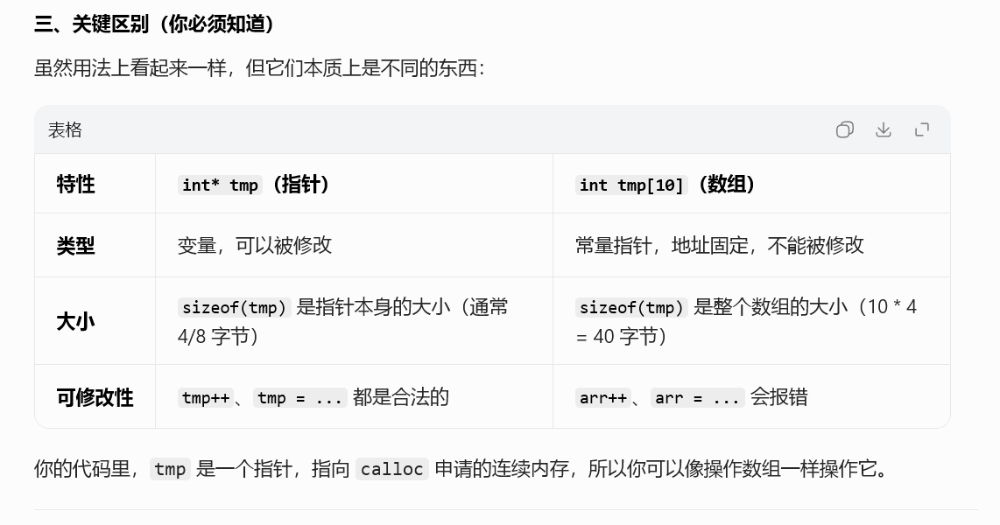 三、关键区别（你必须知道）
虽然用法上看起来一样，但它们本质上是不同的东西：
表格
特性 int* tmp（指针） int tmp[10]（数组）
类型 变量，可以被修改 常量指针，地址固定，不能被修改
大小 sizeof(tmp) 是指针本身的大小（通常 4/8 字节） sizeof(tmp) 是整个数组的大小（10 * 4 = 40 字节）
可修改性 tmp++、tmp = ... 都是合法的 arr++、arr = ... 会报错
你的代码里，tmp 是一个指针，指向 calloc 申请的连续内存，所以你可以像操作数组一样操作它。